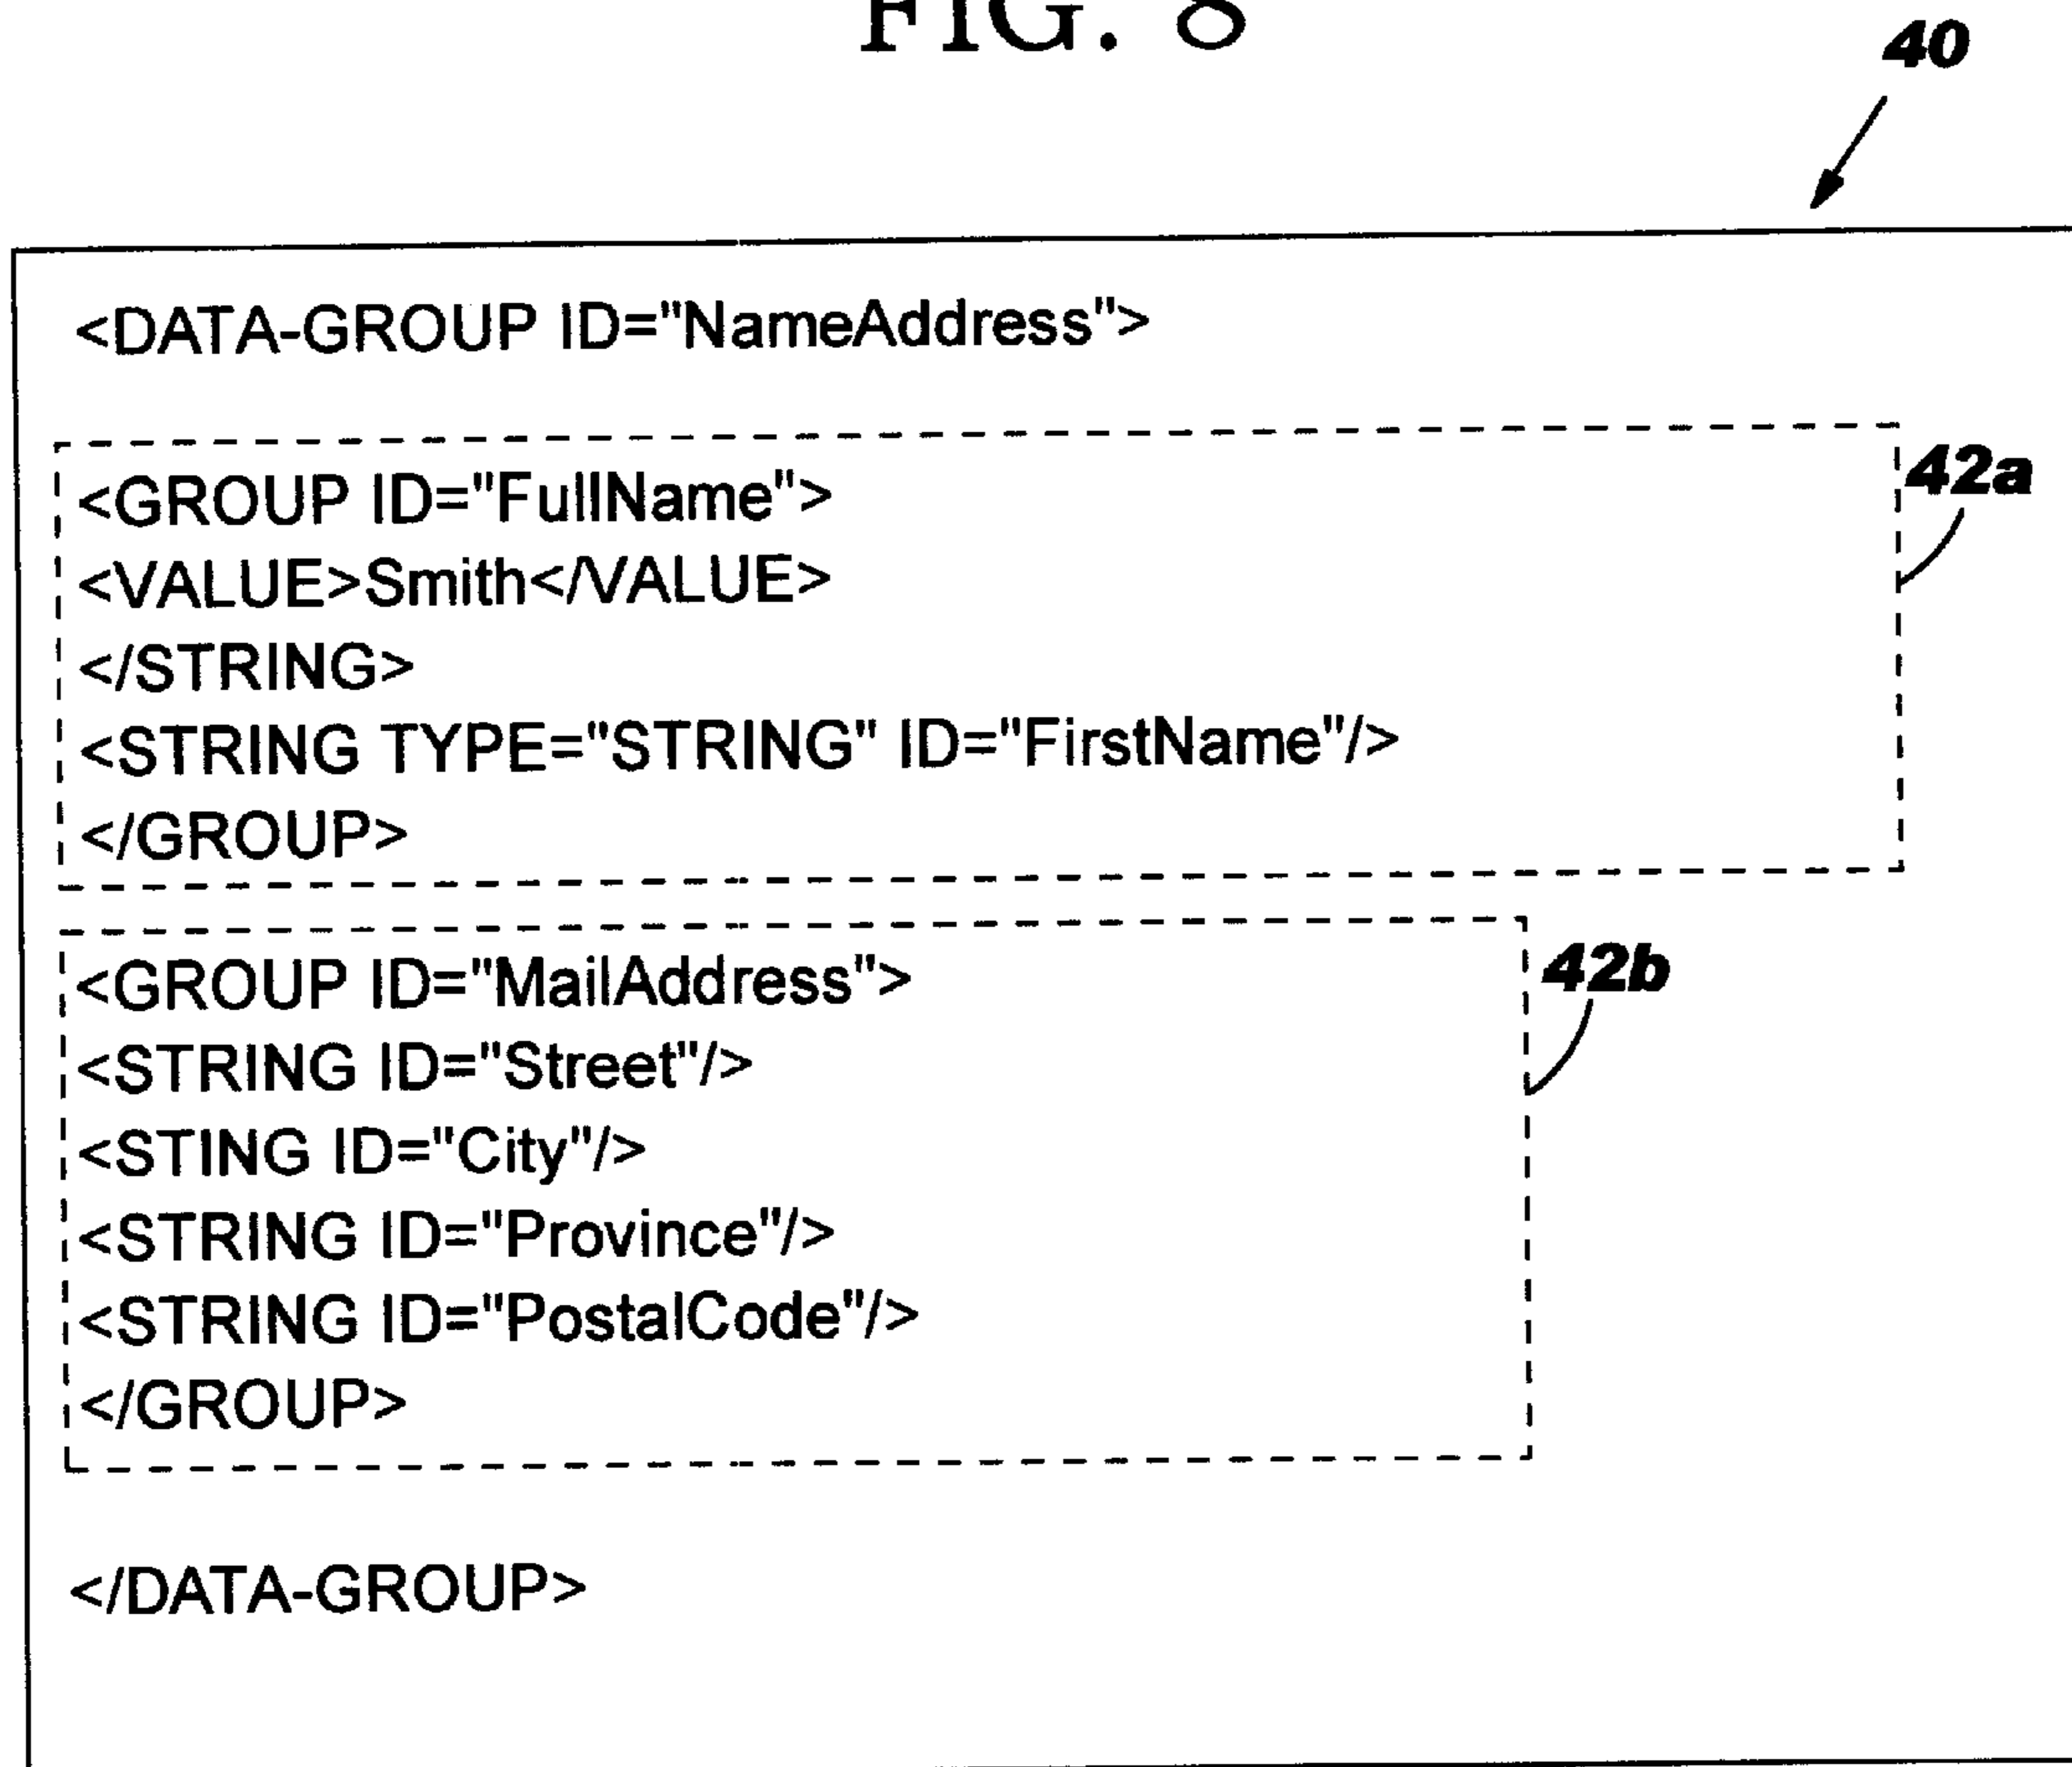 FIG. 8
40
<DATA-GROUP ID="NameAddress">
<GROUP ID="FullName">
42a
<VALUE>Smith</VALUE>
</STRING>
<STRING TYPE="STRING" ID="FirstName"/>
</GROUP>
<GROUP ID="MailAddress">
42b
<STRING ID="Street"/>
<STING ID="City"/>
<STRING ID="Province"/>
<STRING ID="PostalCode"/>
</GROUP>
</DATA-GROUP>